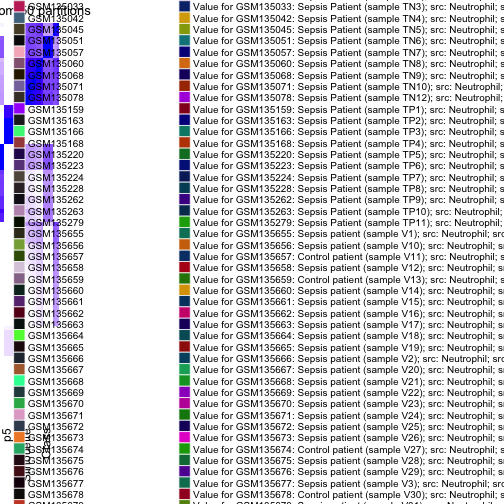 om 50 partitions
GSM135033 Value for GSM135033: Sepsis Patient (sample TN3); src: Neutrophil; s
GSM135042 Value for GSM135042: Sepsis Patient (sample TN4); src: Neutrophil; s
GSM135045 Value for GSM135045: Sepsis Patient (sample TN5); src: Neutrophil; s
GSM135051 Value for GSM135051: Sepsis Patient (sample TN6); src: Neutrophil; s
GSM135057 Value for GSM135057: Sepsis Patient (sample TN7); src: Neutrophil; s
GSM135060 Value for GSM135060: Sepsis Patient (sample TN8); src: Neutrophil; s
GSM135068 Value for GSM135068: Sepsis Patient (sample TN9); src: Neutrophil; s
GSM135071 Value for GSM135071: Sepsis Patient (sample TN10); src: Neutrophil;
GSM135078 Value for GSM135078: Sepsis Patient (sample TN12); src: Neutrophil;
GSM135159 Value for GSM135159: Sepsis Patient (sample TP1); src: Neutrophil; s
GSM135163 Value for GSM135163: Sepsis Patient (sample TP2); src: Neutrophil; s
GSM135166 Value for GSM135166: Sepsis Patient (sample TP3); src: Neutrophil; s
GSM135168 Value for GSM135168: Sepsis Patient (sample TP4); src: Neutrophil; s
GSM135220 Value for GSM135220: Sepsis Patient (sample TP5); src: Neutrophil; s
GSM135223 Value for GSM135223: Sepsis Patient (sample TP6); src: Neutrophil; s
GSM135224 Value for GSM135224: Sepsis Patient (sample TP7); src: Neutrophil; s
GSM135228 Value for GSM135228: Sepsis Patient (sample TP8); src: Neutrophil; s
GSM135262 Value for GSM135262: Sepsis Patient (sample TP9); src: Neutrophil; s
GSM135263 Value for GSM135263: Sepsis Patient (sample TP10); src: Neutrophil;
GSM135279 Value for GSM135279: Sepsis Patient (sample TP11); src: Neutrophil;
GSM135655 Value for GSM135655: Sepsis patient (sample V1); src: Neutrophil; src
GSM135656 Value for GSM135656: Sepsis patient (sample V10); src: Neutrophil; s
GSM135657 Value for GSM135657: Control patient (sample V11); src: Neutrophil; s
GSM135658 Value for GSM135658: Sepsis patient (sample V12); src: Neutrophil; s
GSM135659 Value for GSM135659: Control patient (sample V13); src: Neutrophil; s
GSM135660 Value for GSM135660: Sepsis patient (sample V14); src: Neutrophil; s
GSM135661 Value for GSM135661: Sepsis patient (sample V15); src: Neutrophil; s
GSM135662 Value for GSM135662: Sepsis patient (sample V16); src: Neutrophil; s
GSM135663 Value for GSM135663: Sepsis patient (sample V17); src: Neutrophil; s
GSM135664 Value for GSM135664: Sepsis patient (sample V18); src: Neutrophil; s
GSM135665 Value for GSM135665: Sepsis patient (sample V19); src: Neutrophil; s
GSM135666 Value for GSM135666: Sepsis patient (sample V2); src: Neutrophil; src
GSM135667 Value for GSM135667: Sepsis patient (sample V20); src: Neutrophil; s
GSM135668 Value for GSM135668: Sepsis patient (sample V21); src: Neutrophil; s
GSM135669 Value for GSM135669: Sepsis patient (sample V22); src: Neutrophil; s
GSM135670 Value for GSM135670: Sepsis patient (sample V23); src: Neutrophil; s
GSM135671 Value for GSM135671: Sepsis patient (sample V24); src: Neutrophil; s
GSM135672 Value for GSM135672: Sepsis patient (sample V25); src: Neutrophil; s
GSM135673 Value for GSM135673: Sepsis patient (sample V26); src: Neutrophil; s
GSM135674 Value for GSM135674: Control patient (sample V27); src: Neutrophil; s
GSM135675 Value for GSM135675: Sepsis patient (sample V28); src: Neutrophil; s
GSM135676 Value for GSM135676: Sepsis patient (sample V29); src: Neutrophil; s
GSM135677 Value for GSM135677: Sepsis patient (sample V3); src: Neutrophil; src
GSM135678 Value for GSM135678: Control patient (sample V30); src: Neutrophil; s
p5